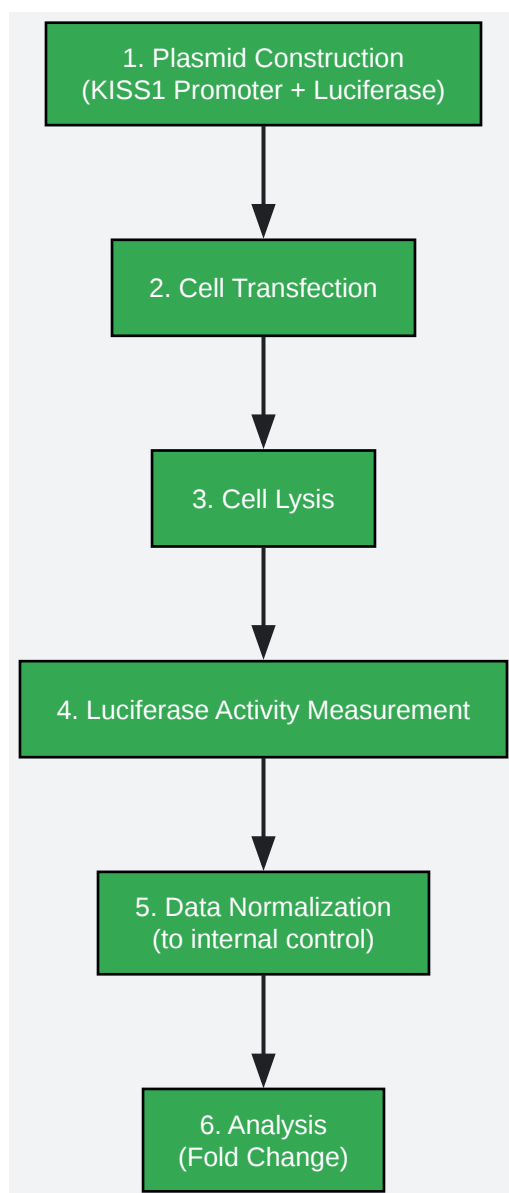 1. Plasmid Construction
(KISS1 Promoter + Luciferase)
2. Cell Transfection
3. Cell Lysis
4. Luciferase Activity Measurement
5. Data Normalization
(to internal control)
6. Analysis
(Fold Change)